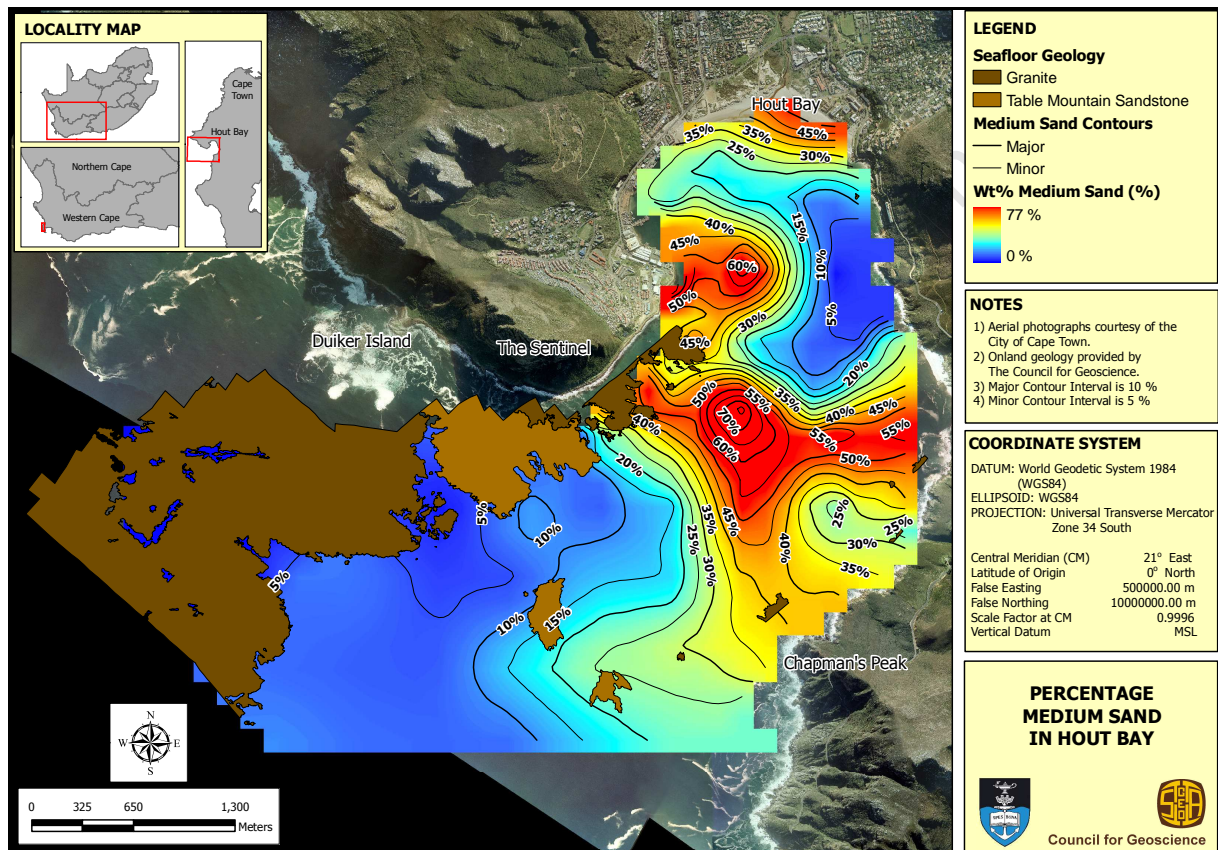 LOCALITY MAP
Cape
Town
Hout Bay
Northern Cape
Western Cape
Hout Bay
35%
35%
45%
25%
30%
15%
40%
45%
60%
10%
50%
5%
30%
45%
20%
Duiker Island
The Sentinel
50%
55%
35%
40%
45%
40%
70%
55%
55%
60%
50%
20%
5%
10%
35%
45%
25%
25%
25%
30%
40%
30%
35%
5%
10%
15%
Chapman's Peak
N
W
E
S
0
325
650
1,300
Meters
LEGEND
Seafloor Geology
Granite
Table Mountain Sandstone
Medium Sand Contours
Major
Minor
Wt% Medium Sand (%)
77 %
0 %
NOTES
1) Aerial photographs courtesy of the
City of Cape Town.
2) Onland geology provided by
The Council for Geoscience.
3) Major Contour Interval is 10 %
4) Minor Contour Interval is 5 %
COORDINATE SYSTEM
DATUM: World Geodetic System 1984
(WGS84)
ELLIPSOID: WGS84
PROJECTION: Universal Transverse Mercator
Zone 34 South
Central Meridian (CM) 21° East
Latitude of Origin 0° North
False Easting 500000.00 m
False Northing 10000000.00 m
Scale Factor at CM 0.9996
Vertical Datum MSL
PERCENTAGE
MEDIUM SAND
IN HOUT BAY
Council for Geoscience